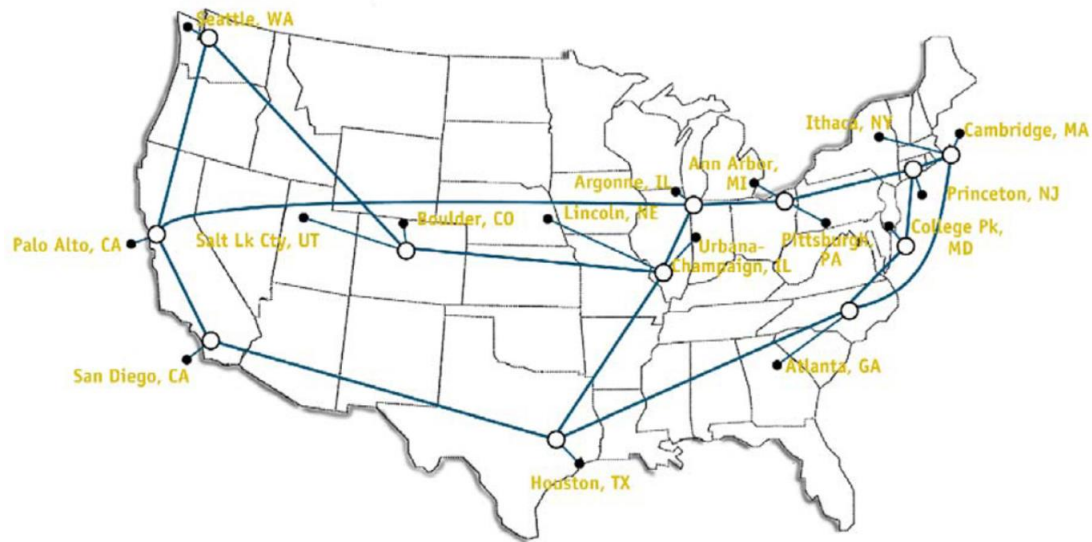 Seattle, WA
Ithaca, NY
Cambridge, MA
Ann Arbor,
MI
Argonne, IL
Princeton, NJ
Boulder, CO
Lincoln, NE
College Pk,
MD
Palo Alto, CA
Salt Lk Cty, UT
Urbana-
Champaign, IL
Pittsburgh,
PA
San Diego, CA
Atlanta, GA
Houston, TX